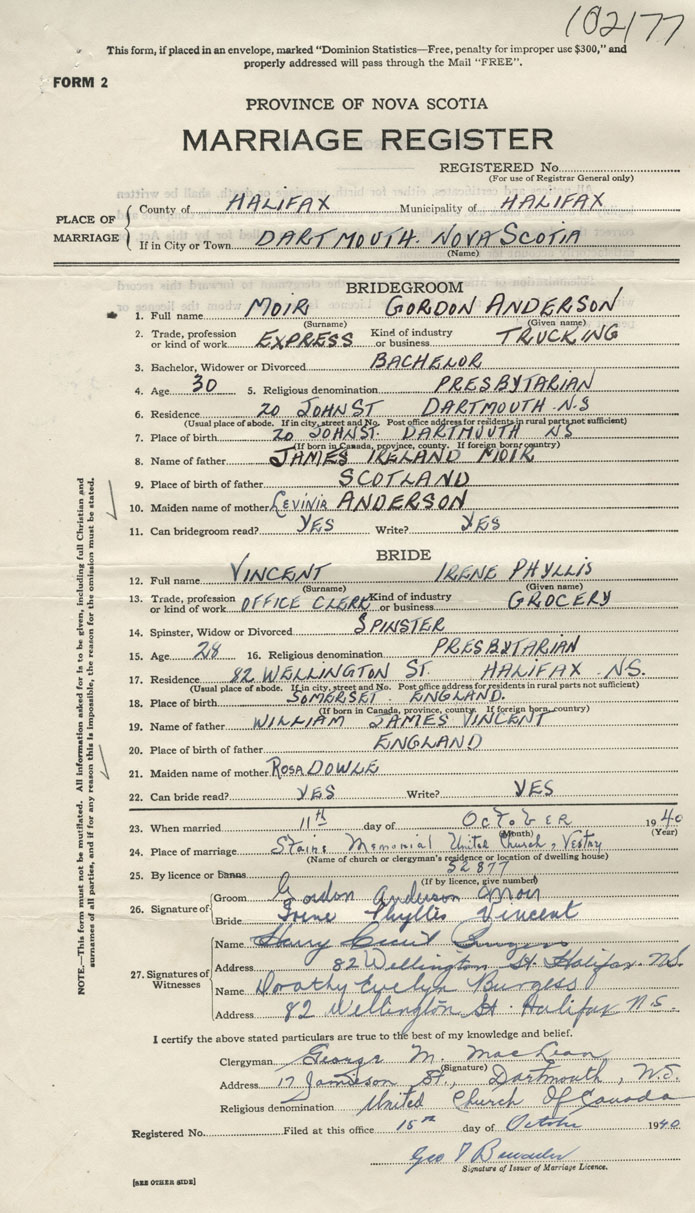 102177
This form, if placed in an envelope, marked "Dominion Statistics—Free, penalty for improper use $300," and
properly addressed will pass through the Mail "FREE".
FORM 2
PROVINCE OF NOVA SCOTIA
MARRIAGE REGISTER
REGISTERED No.
(For use of Registrar General only)
PLACE OF MARRIAGE
County of HALIFAX Municipality of HALIFAX
If in City or Town DARTMOUTH. NOVA SCOTIA
(Name)
BRIDEGROOM
1. Full name MOIR GORDON ANDERSON
(Surname) (Given name)
2. Trade, profession or kind of work EXPRESS Kind of industry or business TRUCKING
3. Bachelor, Widower or Divorced BACHELOR
4. Age 30 5. Religious denomination PRESBYTARIAN
6. Residence 20 JOHN ST DARTMOUTH N.S
(Usual place of abode. If in city, street and No. Post office address for residents in rural parts not sufficient)
7. Place of birth 20 JOHN ST. DARTMOUTH NS
(If born in Canada, province, county. If foreign born, country)
8. Name of father JAMES IRELAND MOIR
9. Place of birth of father SCOTLAND
10. Maiden name of mother LEVINIA ANDERSON
11. Can bridegroom read? YES Write? YES
BRIDE
12. Full name VINCENT IRENE PHYLLIS
(Surname) (Given name)
13. Trade, profession or kind of work OFFICE CLERK Kind of industry or business GROCERY
14. Spinster, Widow or Divorced SPINSTER
15. Age 28 16. Religious denomination PRESBYTARIAN
17. Residence 82 WELLINGTON ST. HALIFAX N.S.
(Usual place of abode. If in city, street and No. Post office address for residents in rural parts not sufficient)
18. Place of birth SOMERSET. ENGLAND.
(If born in Canada, province, county. If foreign born, country)
19. Name of father WILLIAM JAMES VINCENT
20. Place of birth of father ENGLAND
21. Maiden name of mother ROSA DOWLE
22. Can bride read? YES Write? YES
23. When married 11th day of OCTOBER 1940
(Month) (Year)
24. Place of marriage Stairs Memorial United Church, Vestry
(Name of church or clergyman's residence or location of dwelling house)
25. By licence or banns 52877
(If by licence, give number)
26. Signature of
Groom Gordon Anderson Moir
Bride Irene Phyllis Vincent
27. Signatures of Witnesses
Name Harry Cecil Burgess
Address 82 Wellington St. Halifax. N.S.
Name Dorothy Evelyn Burgess
Address 82 Wellington St. Halifax N.S.
I certify the above stated particulars are true to the best of my knowledge and belief.
Clergyman George M. MacLean
(Signature)
Address 17 Jamieson St., Dartmouth, N.S.
Religious denomination United Church Of Canada
Registered No. Filed at this office 15th day of October 1940
Geo
Signature of Issuer of Marriage Licence.
[SEE OTHER SIDE]
NOTE.—This form must not be mutilated. All information asked for is to be given, including full Christian and
surnames of all parties, and if for any reason this is impossible, the reason for the omission must be stated.